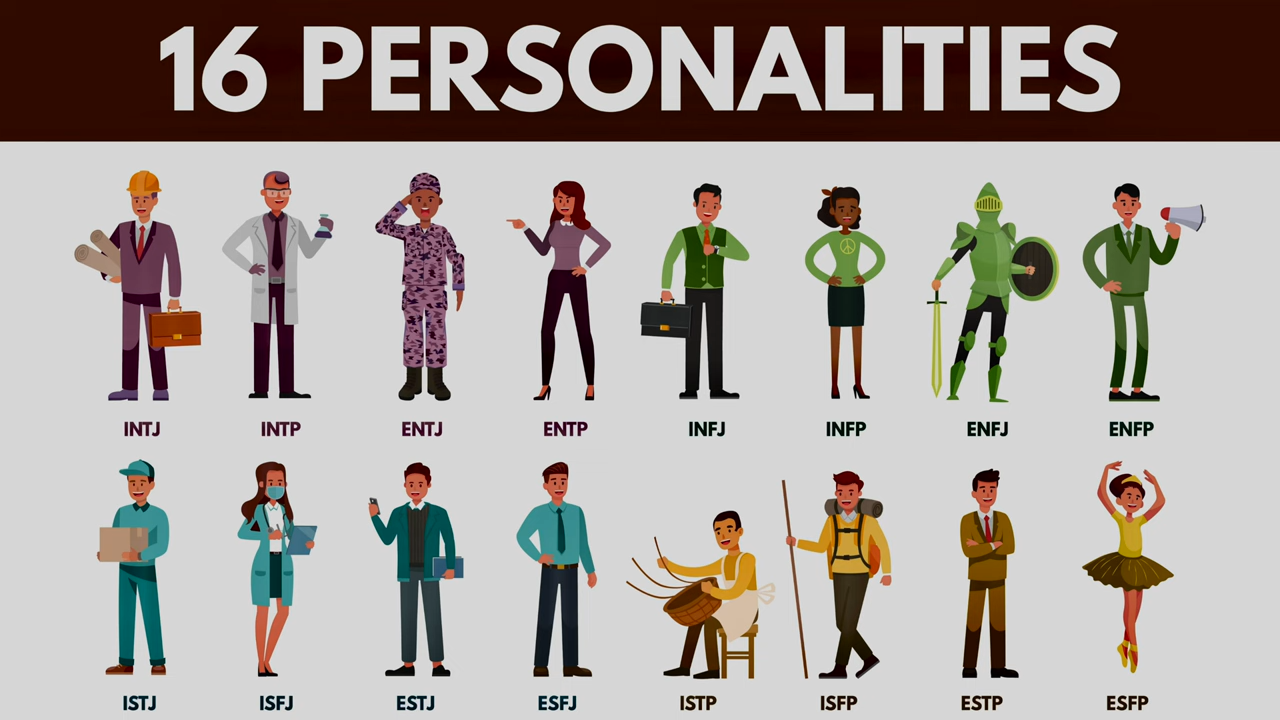 16 PERSONALITIES
INTJ INTP ENTJ ENTP INFJ INFP ENFJ ENFP
ISTJ ISFJ ESTJ ESFJ ISTP ISFP ESTP ESFP